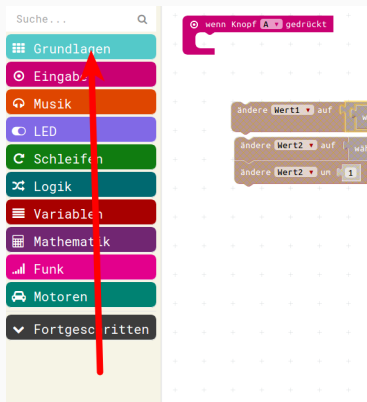 Suche...
wenn Knopf A gedrückt
Grundlagen
Eingabe
Musik
ändere Wert1 auf
LED
ändere Wert2 auf
Schleifen
ändere Wert2 um 1
Logik
Variablen
Mathematik
Funk
Motoren
Fortgeschritten